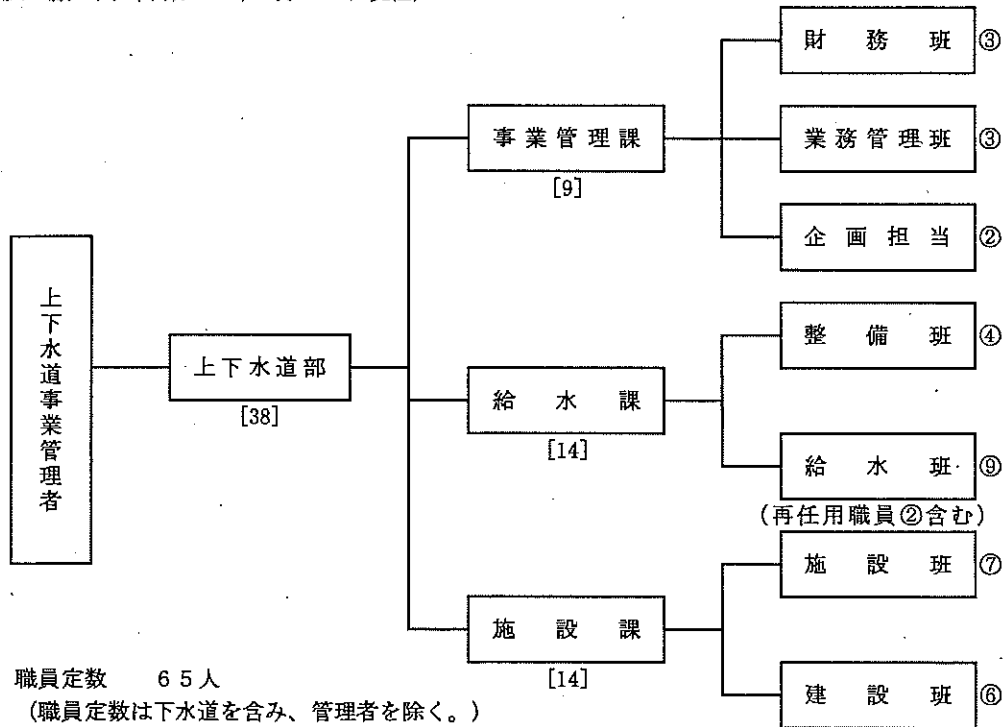 財務班 ③
事業管理課
[9]
業務管理班 ③
企画担当 ②
上下水道事業管理者
上下水道部
[38]
整備班 ④
給水課
[14]
給水班 ⑨
(再任用職員②含む)
施設班 ⑦
施設課
[14]
建設班 ⑥
職員定数 65人
(職員定数は下水道を含み、管理者を除く。)